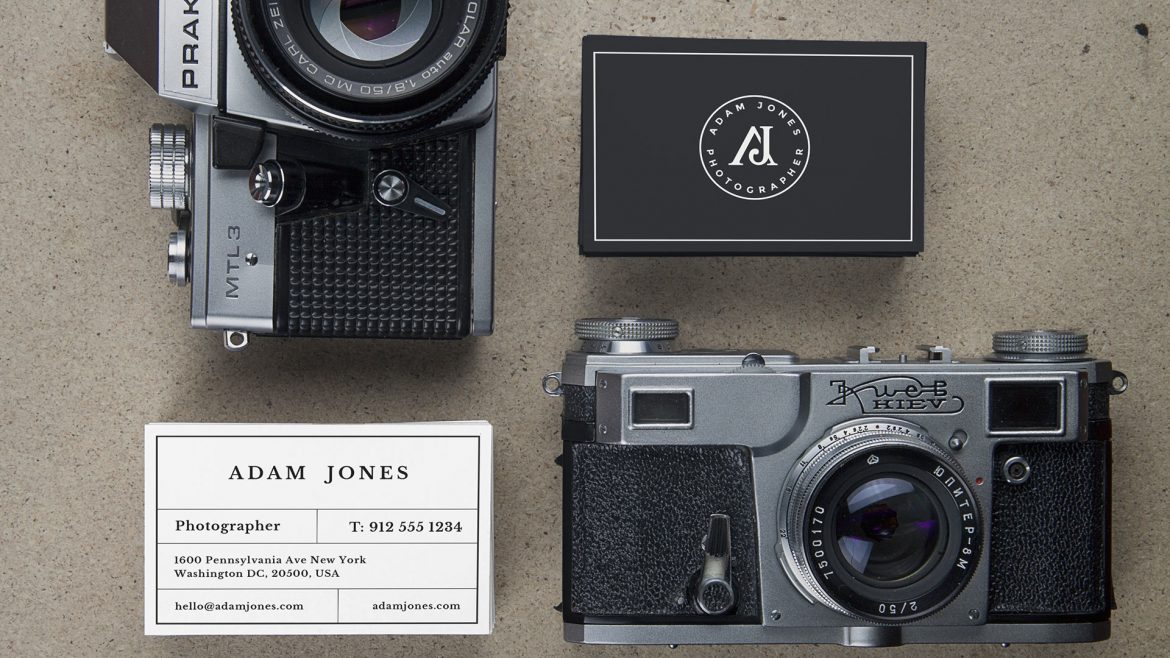 PRAK
OLAR auto 1,8/50 MC CARL ZEI
MTL3
ADAM JONES
AJ
PHOTOGRAPHER
Киев
KIEV
ЮПИТЕР-8М
7500170
2/50
ADAM JONES
Photographer
T: 912 555 1234
1600 Pennsylvania Ave New York
Washington DC, 20500, USA
hello@adamjones.com
adamjones.com